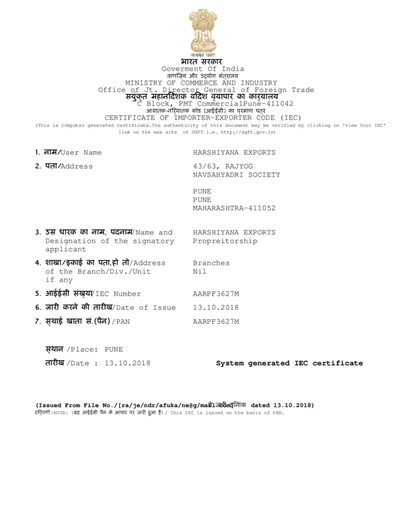 सत्यमेव जयते
भारत सरकार
Goverment Of India
वाणिज्य और उद्योग मंत्रालय
MINISTRY OF COMMERCE AND INDUSTRY
Office of Jt. Director General of Foreign Trade
संयुक्त महानिदेशक विदेश व्यापार का कार्यालय
C Block, PMT CommercialPune-411042
आयातक-निर्यातक कोड (आईईसी) का प्रमाण पत्र
CERTIFICATE OF IMPORTER-EXPORTER CODE (IEC)
(This is computer generated certificate.The authenticity of this document may be verified by clicking on 'View Your IEC'
link on the web site of DGFT i.e. http://dgft.gov.in)
1. नाम/User Name HARSHIYANA EXPORTS
2. पता/Address 43/63, RAJYOG
NAVSAHYADRI SOCIETY
PUNE
PUNE
MAHARASHTRA-411052
3. उस धारक का नाम, पदनाम/Name and HARSHIYANA EXPORTS
Designation of the signatory Propreitorship
applicant
4. शाखा/इकाई का पता,हो तो/Address Branches
of the Branch/Div./Unit Nil
if any
5. आईईसी संख्या/IEC Number AARPF3627M
6. जारी करने की तारीख/Date of Issue 13.10.2018
7. स्थाई खाता सं.(पैन)/PAN AARPF3627M
स्थान /Place: PUNE
तारीख /Date : 13.10.2018 System generated IEC certificate
(Issued From File No./[ra/je/ndr/afuka/ne@g/mail.com] dated 13.10.2018)
टिप्पणी/NOTE: :यह आईईसी पैन के आधार पर जारी हुआ है। / This IEC is issued on the basis of PAN.